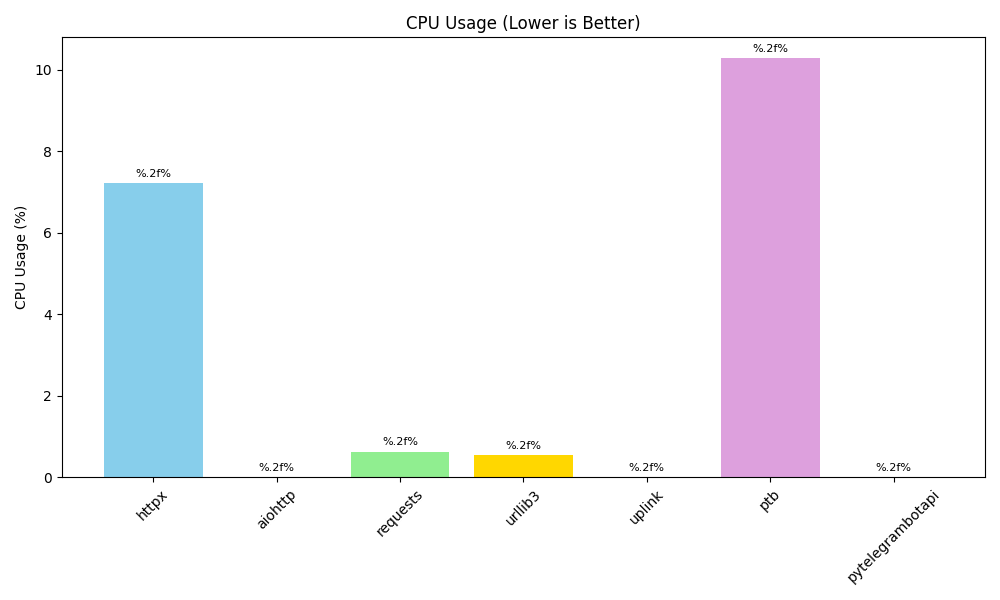 CPU Usage (Lower is Better)
CPU Usage (%)
10
8
6
4
2
0
%.2f%
%.2f%
%.2f%
%.2f%
%.2f%
%.2f%
%.2f%
httpx
aiohttp
requests
urllib3
uplink
ptb
pytelegrambotapi